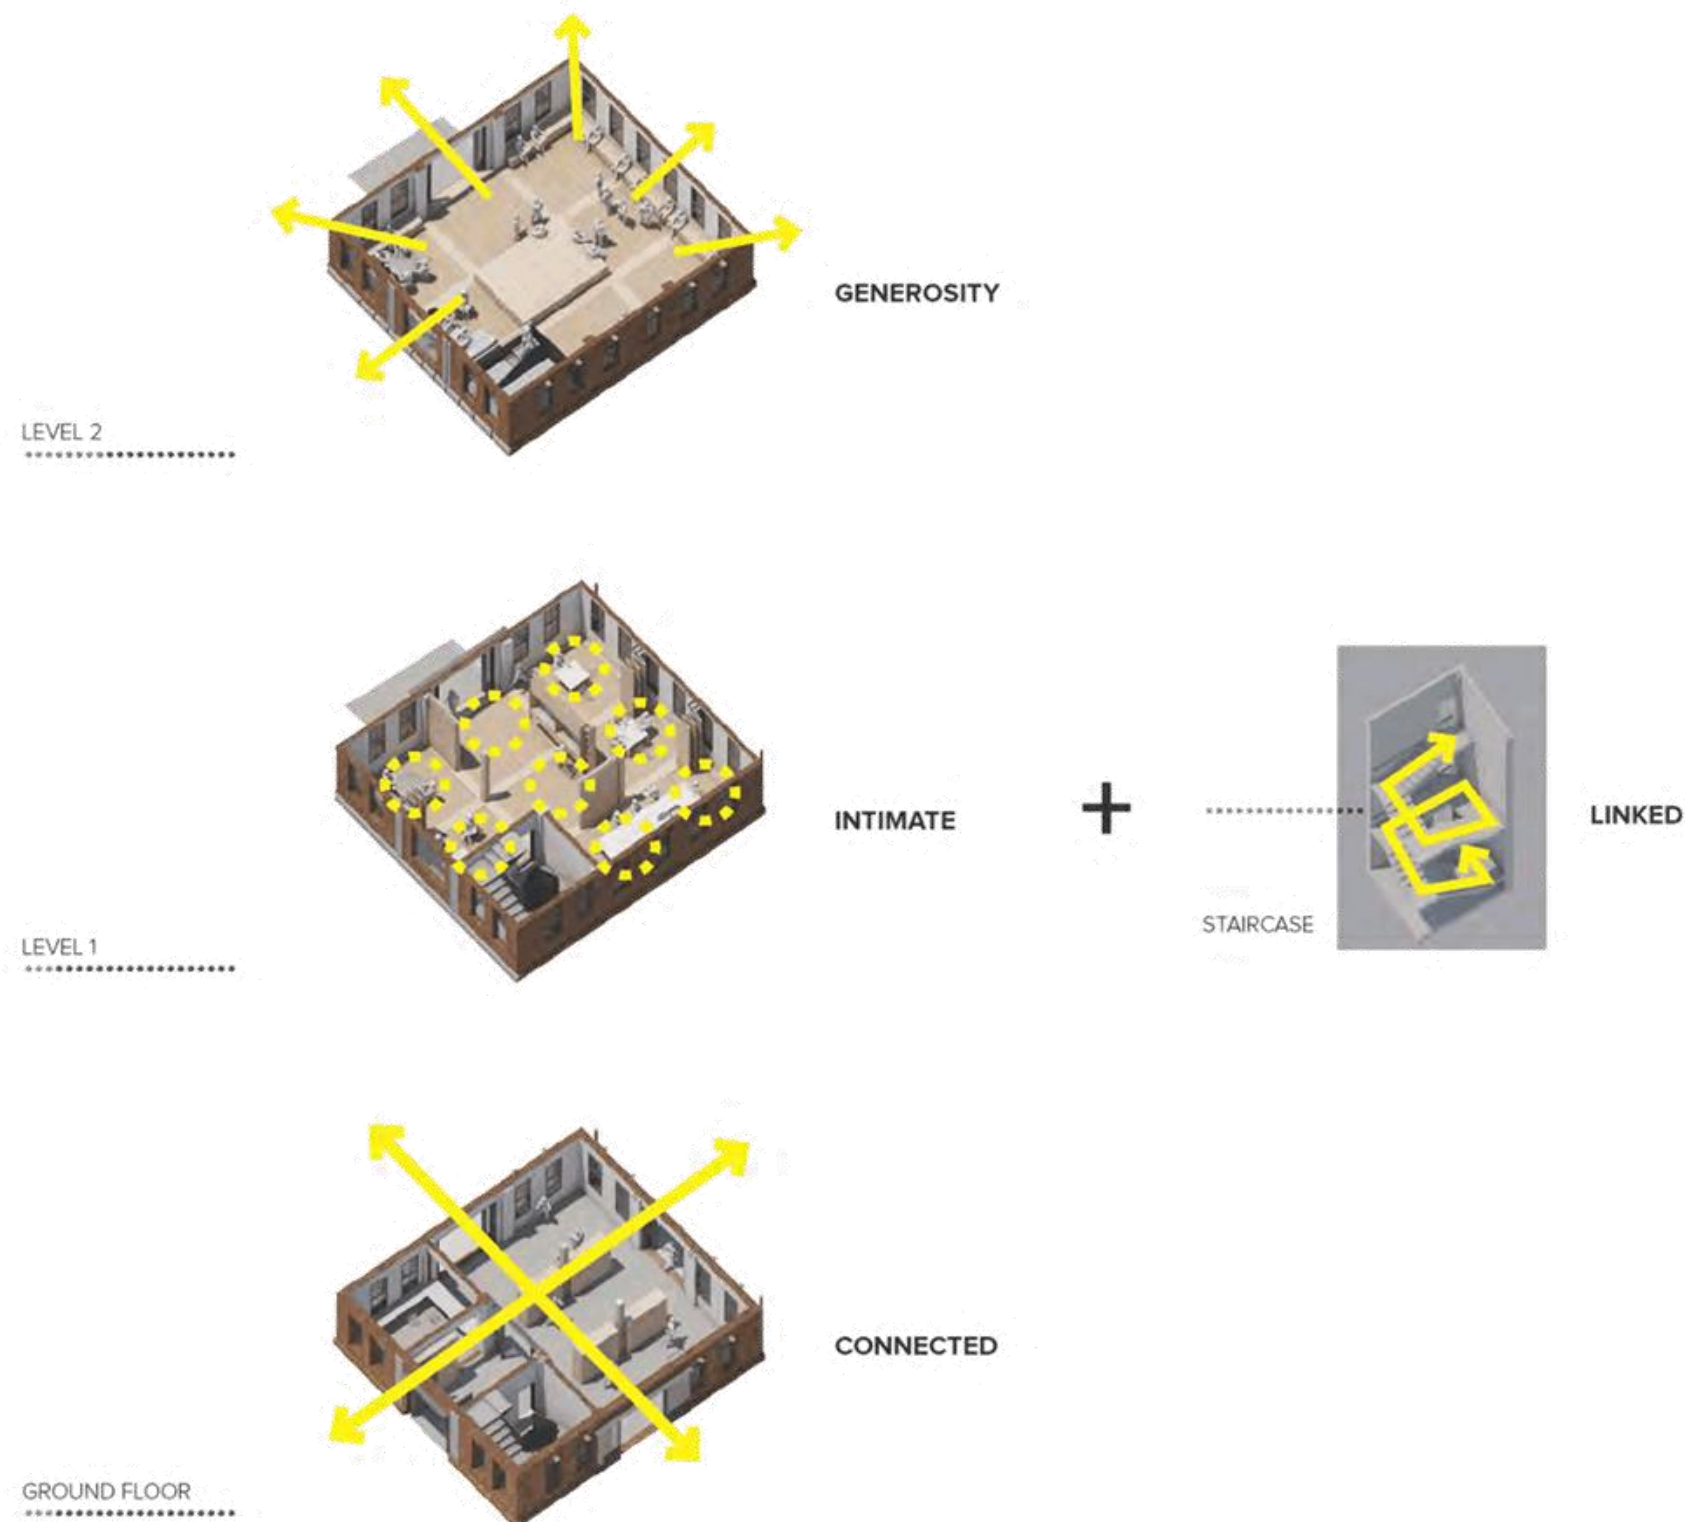 GENEROSITY
LEVEL 2
INTIMATE
+
LINKED
STAIRCASE
LEVEL 1
CONNECTED
GROUND FLOOR